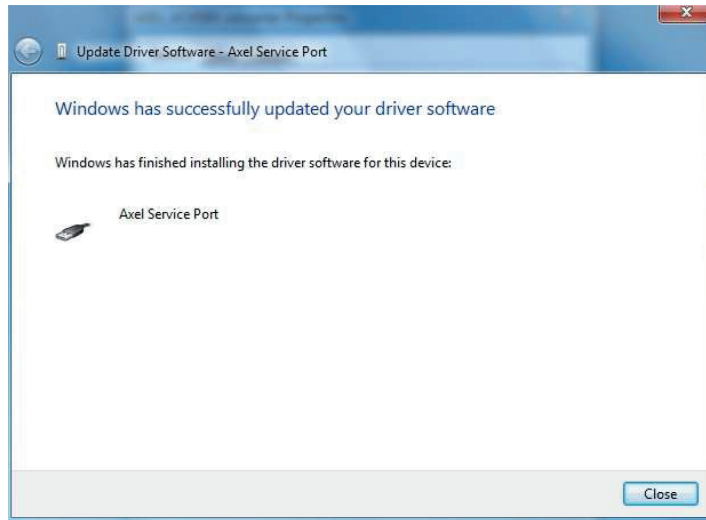 Update Driver Software - Axel Service Port
Windows has successfully updated your driver software
Windows has finished installing the driver software for this device:
Axel Service Port
Close